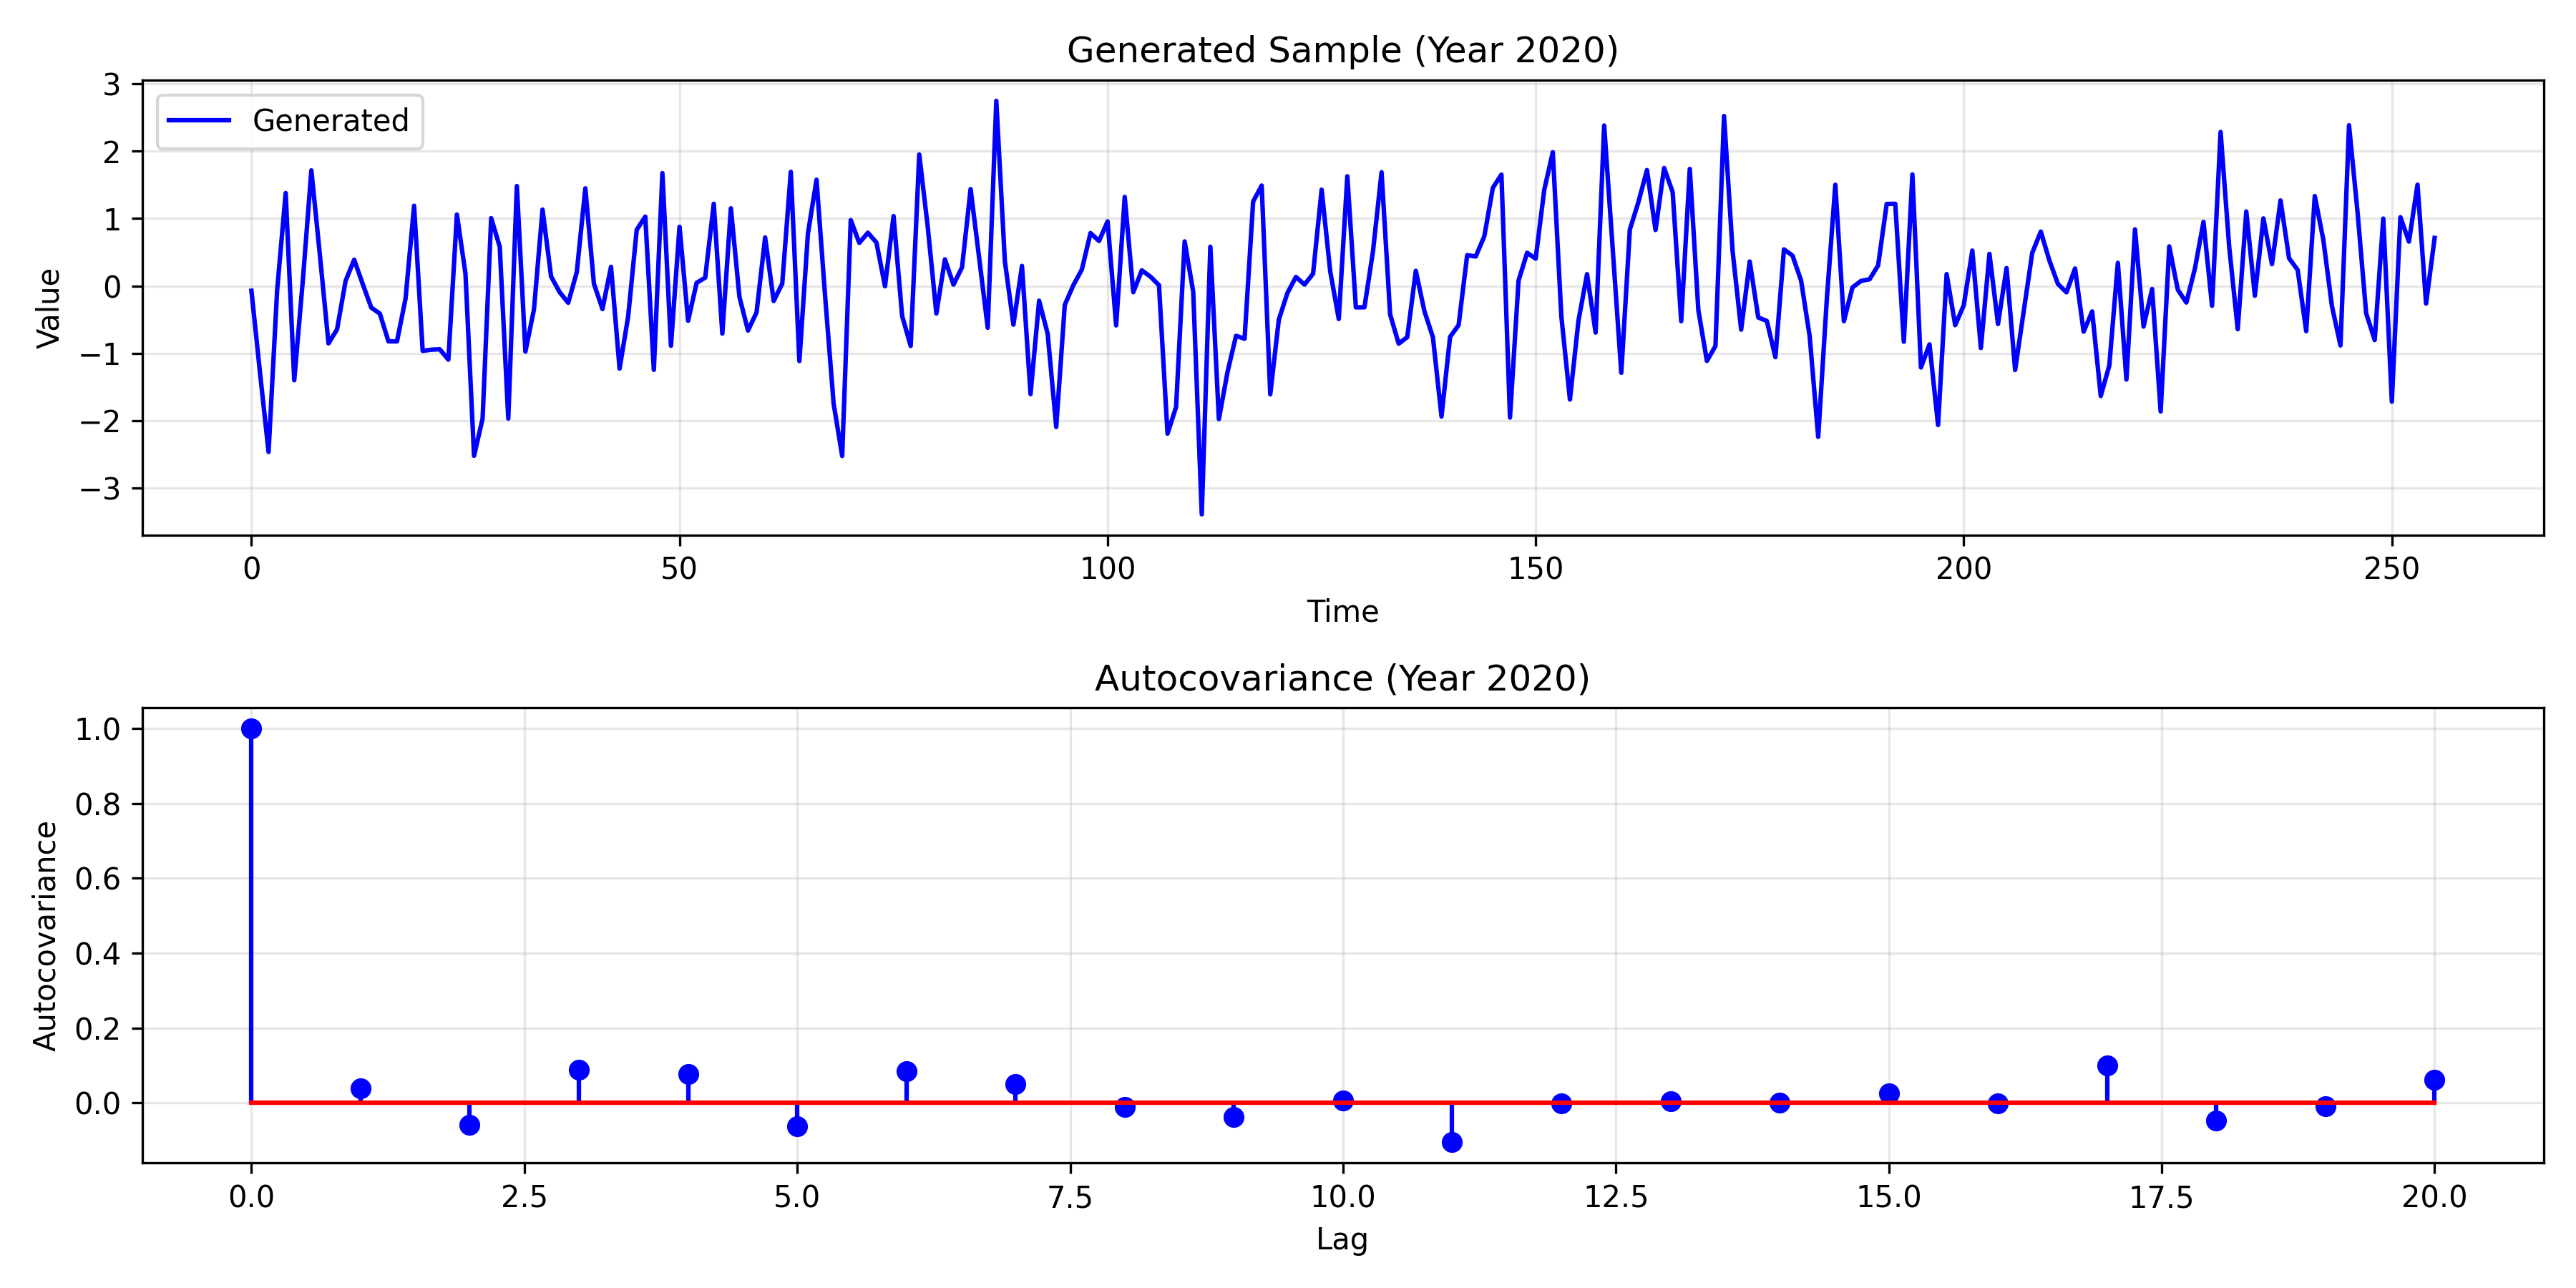 Generated Sample (Year 2020)
Generated
Value
3
2
1
0
−1
−2
−3
0 50 100 150 200 250
Time
Autocovariance (Year 2020)
Autocovariance
1.0
0.8
0.6
0.4
0.2
0.0
0.0 2.5 5.0 7.5 10.0 12.5 15.0 17.5 20.0
Lag